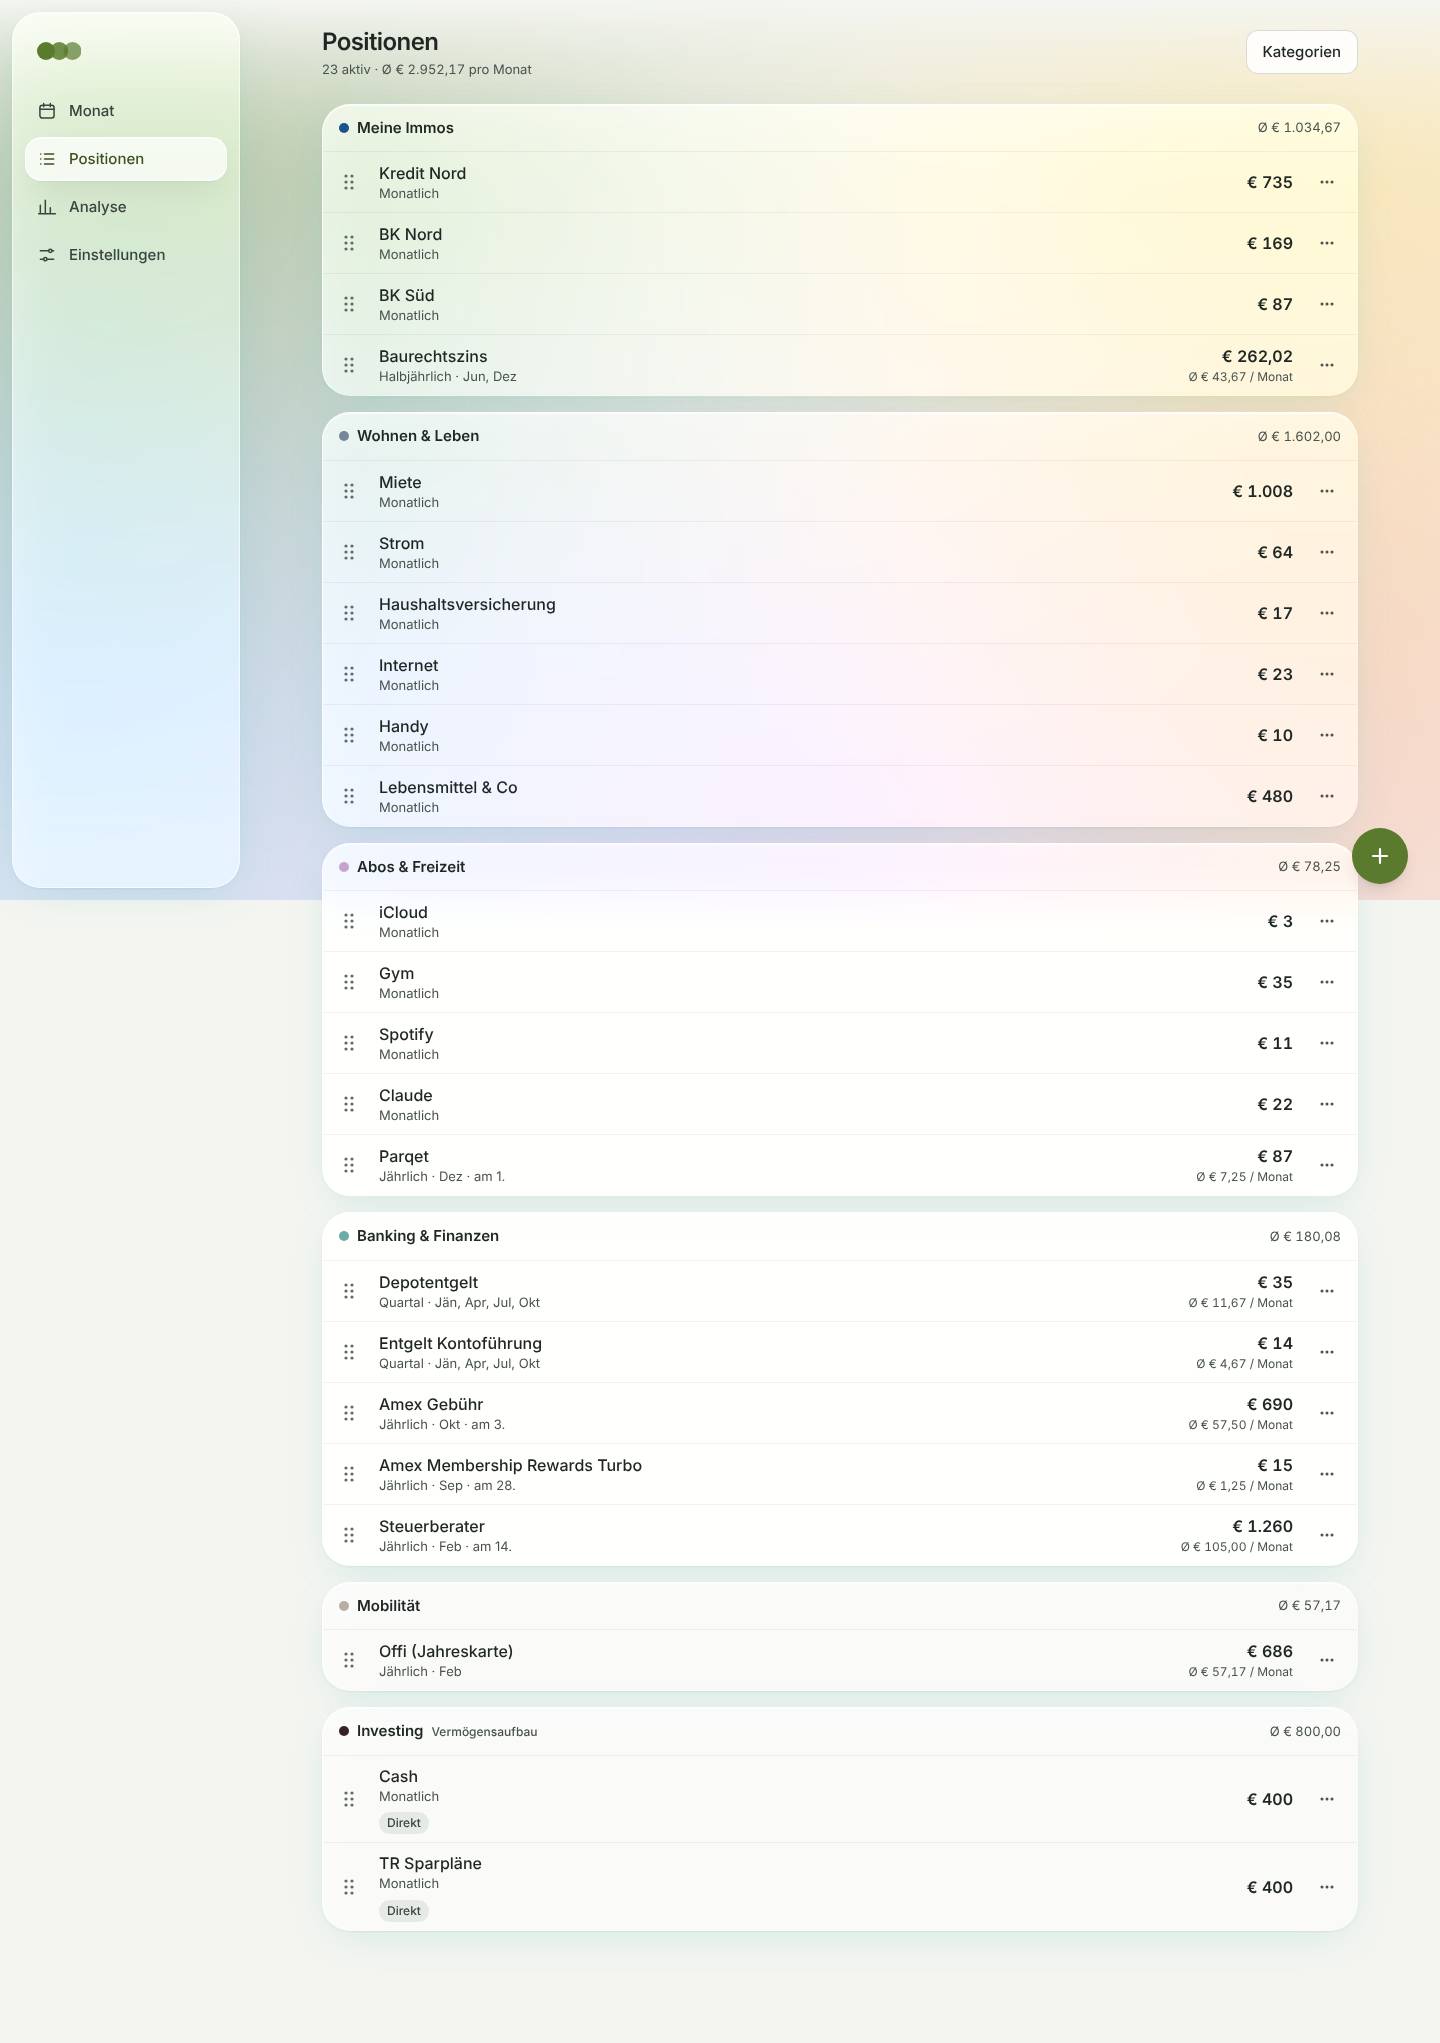 Monat
Positionen
Analyse
Einstellungen
Positionen
23 aktiv · Ø € 2.952,17 pro Monat
Kategorien
Meine Immos Ø € 1.034,67
Kredit Nord
Monatlich
€ 735
BK Nord
Monatlich
€ 169
BK Süd
Monatlich
€ 87
Baurechtszins
Halbjährlich · Jun, Dez
€ 262,02
Ø € 43,67 / Monat
Wohnen & Leben Ø € 1.602,00
Miete
Monatlich
€ 1.008
Strom
Monatlich
€ 64
Haushaltsversicherung
Monatlich
€ 17
Internet
Monatlich
€ 23
Handy
Monatlich
€ 10
Lebensmittel & Co
Monatlich
€ 480
Abos & Freizeit Ø € 78,25
iCloud
Monatlich
€ 3
Gym
Monatlich
€ 35
Spotify
Monatlich
€ 11
Claude
Monatlich
€ 22
Parqet
Jährlich · Dez · am 1.
€ 87
Ø € 7,25 / Monat
Banking & Finanzen Ø € 180,08
Depotentgelt
Quartal · Jän, Apr, Jul, Okt
€ 35
Ø € 11,67 / Monat
Entgelt Kontoführung
Quartal · Jän, Apr, Jul, Okt
€ 14
Ø € 4,67 / Monat
Amex Gebühr
Jährlich · Okt · am 3.
€ 690
Ø € 57,50 / Monat
Amex Membership Rewards Turbo
Jährlich · Sep · am 28.
€ 15
Ø € 1,25 / Monat
Steuerberater
Jährlich · Feb · am 14.
€ 1.260
Ø € 105,00 / Monat
Mobilität Ø € 57,17
Offi (Jahreskarte)
Jährlich · Feb
€ 686
Ø € 57,17 / Monat
Investing Vermögensaufbau Ø € 800,00
Cash
Monatlich
Direkt
€ 400
TR Sparpläne
Monatlich
Direkt
€ 400